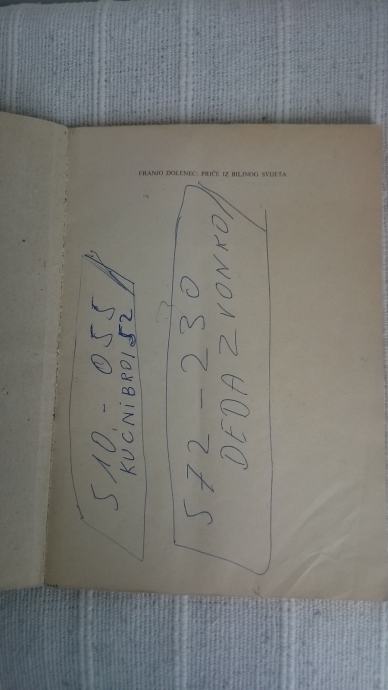 FRANJO DOLENEC: PRIČE IZ BILJNOG SVIJETA
510-055
KUĆNI BROJ 52
572-230
DEDA ZVONKO